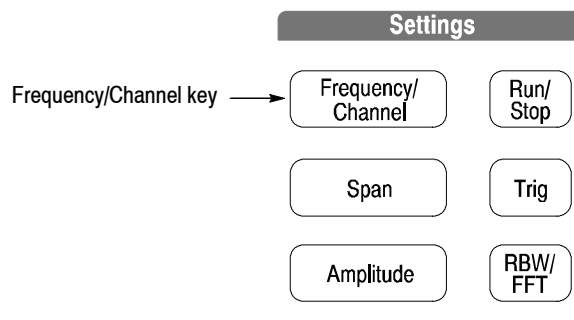 Settings
Frequency/Channel key
Frequency/
Channel
Run/
Stop
Span
Trig
Amplitude
RBW/
FFT